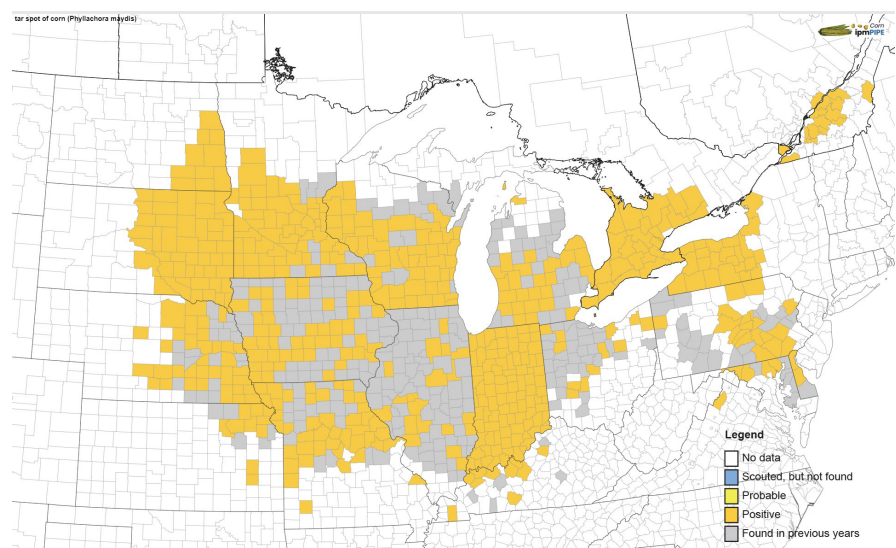 tar spot of corn (Phyllachora maydis)
Corn
ipmPIPE
Legend
No data
Scouted, but not found
Probable
Positive
Found in previous years